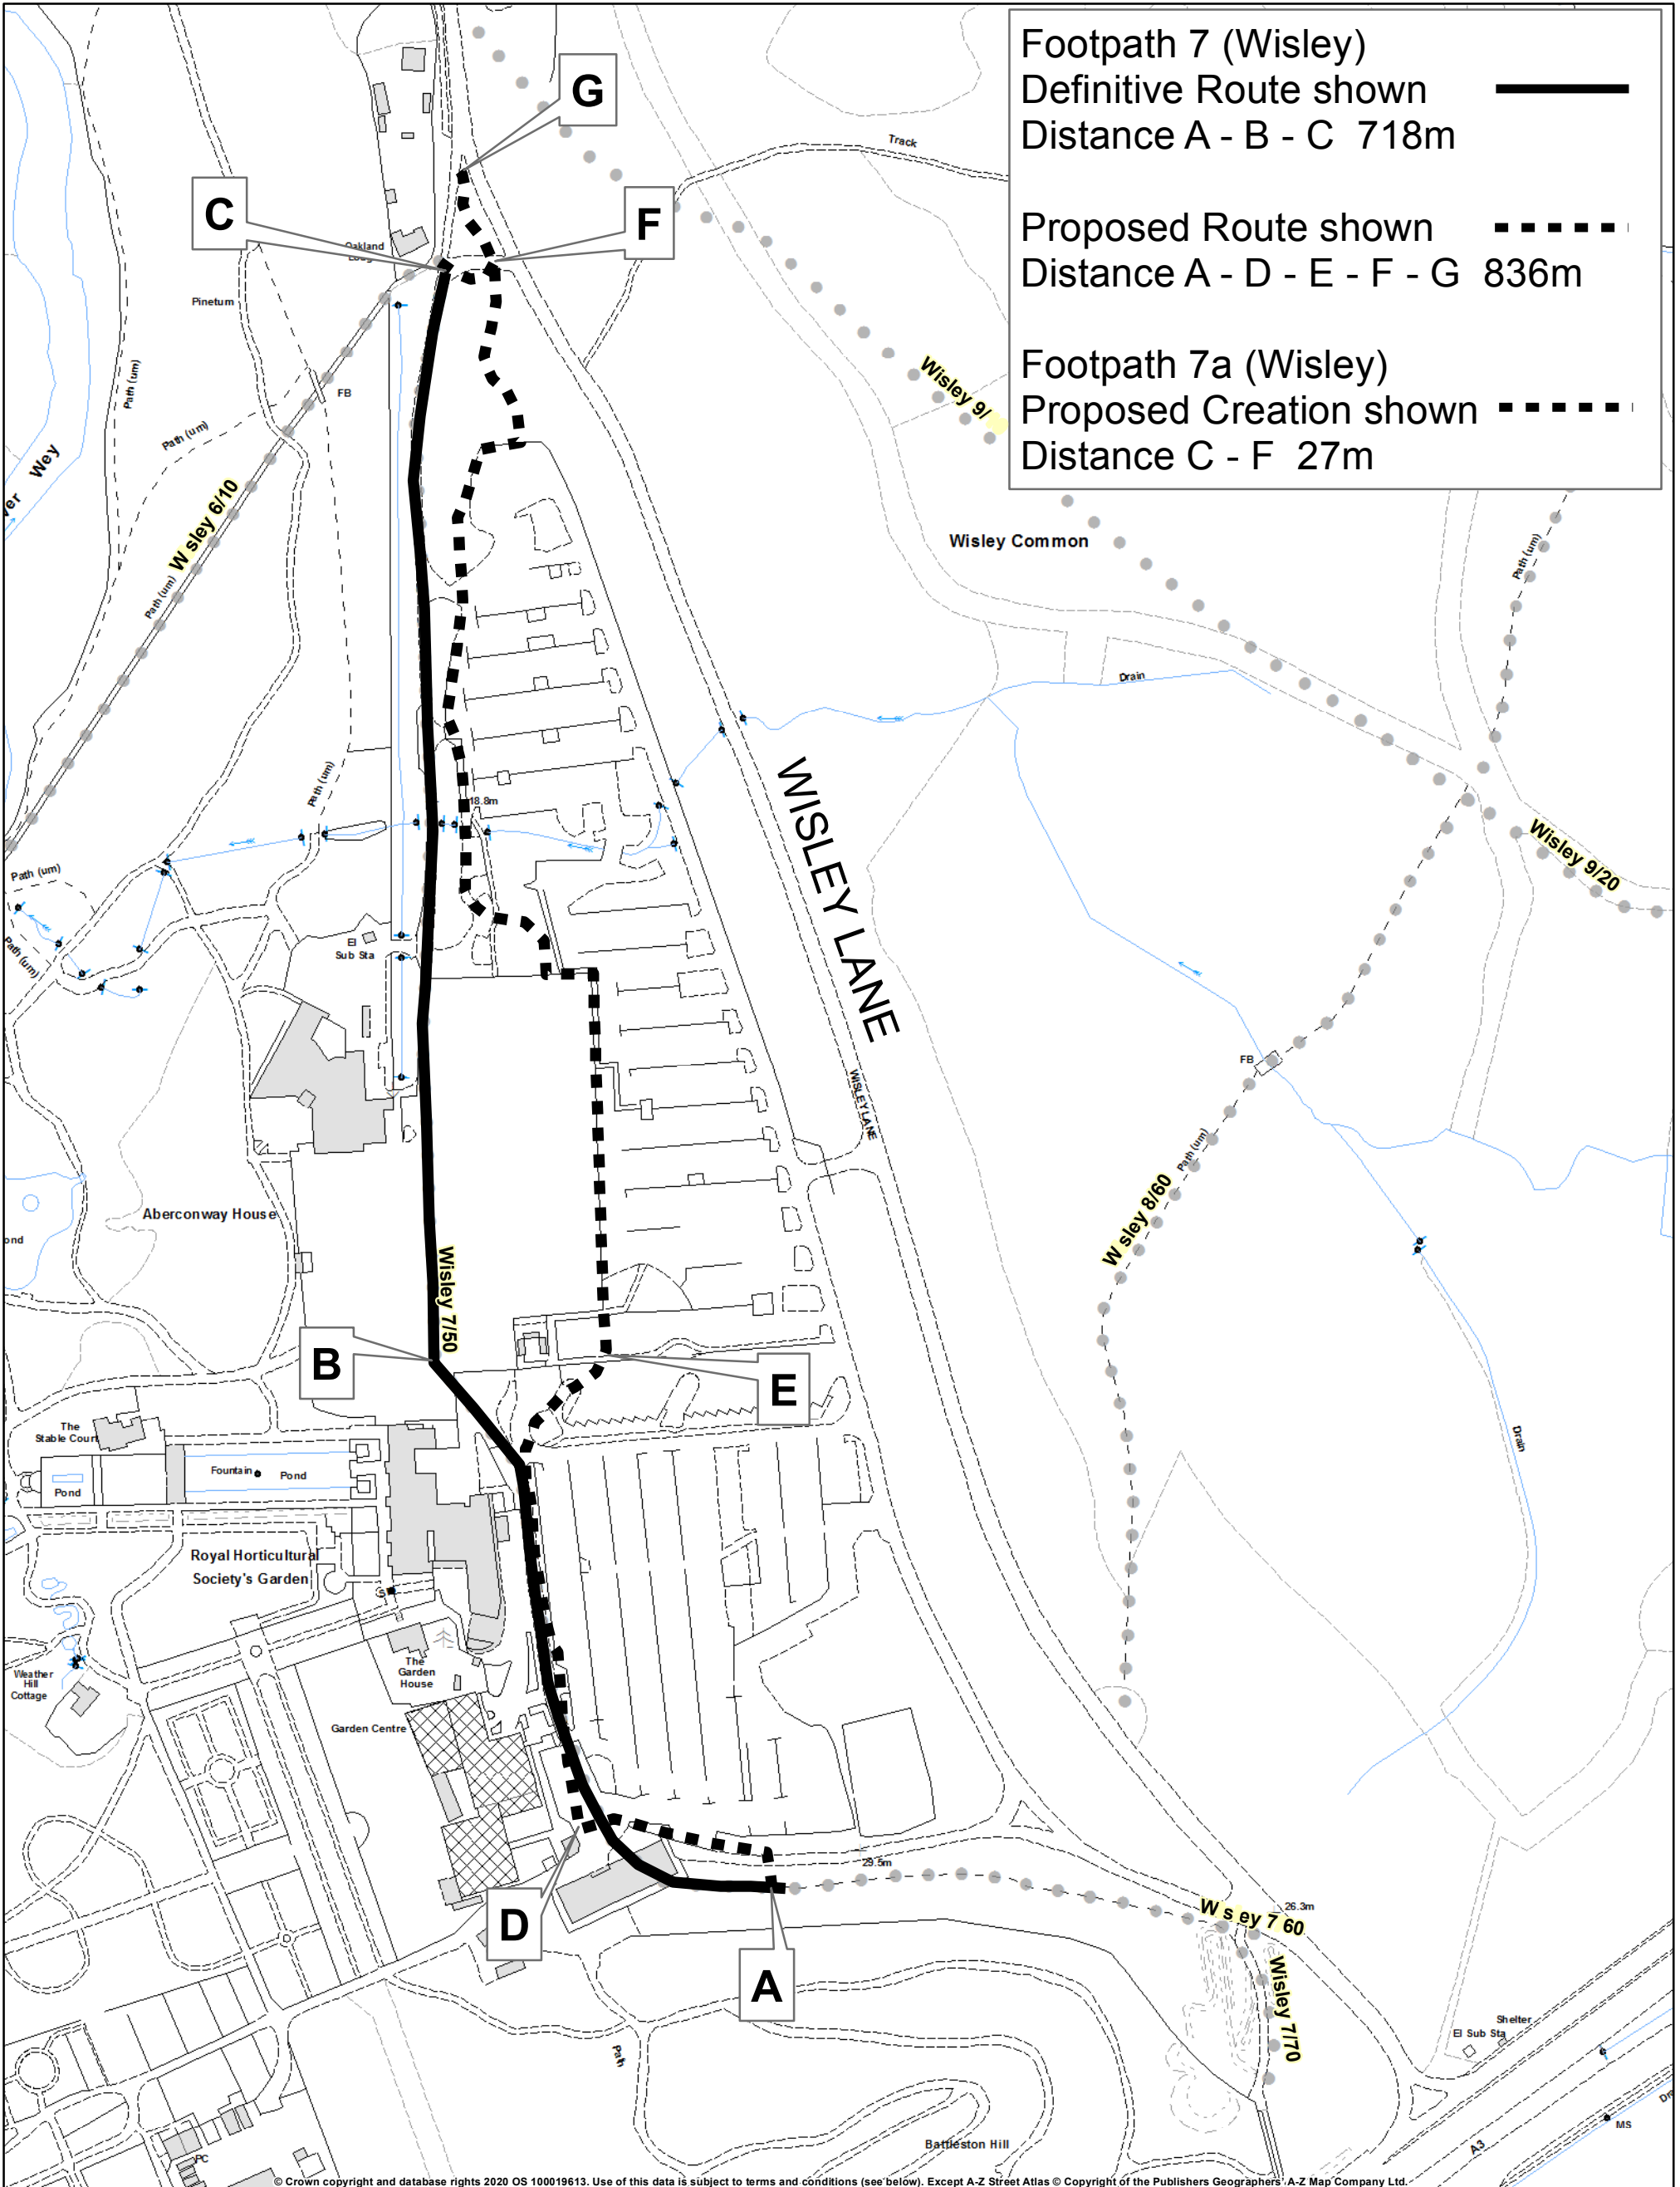 Footpath 7 (Wisley)
Definitive Route shown
Distance A - B - C 718m
Proposed Route shown
Distance A - D - E - F - G 836m
Footpath 7a (Wisley)
Proposed Creation shown
Distance C - F 27m
G
Track
C
F
Oakland
Pinetum
Path (um)
FB
Wisley 9/
Path (um)
Wey
W sley 6/10
Path (um)
Wisley Common
Path (um)
Drain
Path (um)
18.8m
WISLEY LANE
Wisley 9/20
Path (um)
Path (um)
El
Sub Sta
WISLEY LANE
FB
Path (um)
W sley 8/60
Aberconway House
ond
Wisley 7/50
B
E
The
Stable Court
Fountain
Pond
Pond
Drain
Royal Horticultural
Society's Garden
The
Garden
House
Weather
Hill
Cottage
Garden Centre
29.5m
D
A
W s ey 7 60
26.3m
Wisley 7/70
Shelter
El Sub Sta
Path
MS
A3
Battleston Hill
PC
© Crown copyright and database rights 2020 OS 100019613. Use of this data is subject to terms and conditions (see below). Except A-Z Street Atlas © Copyright of the Publishers Geographers' A-Z Map Company Ltd.